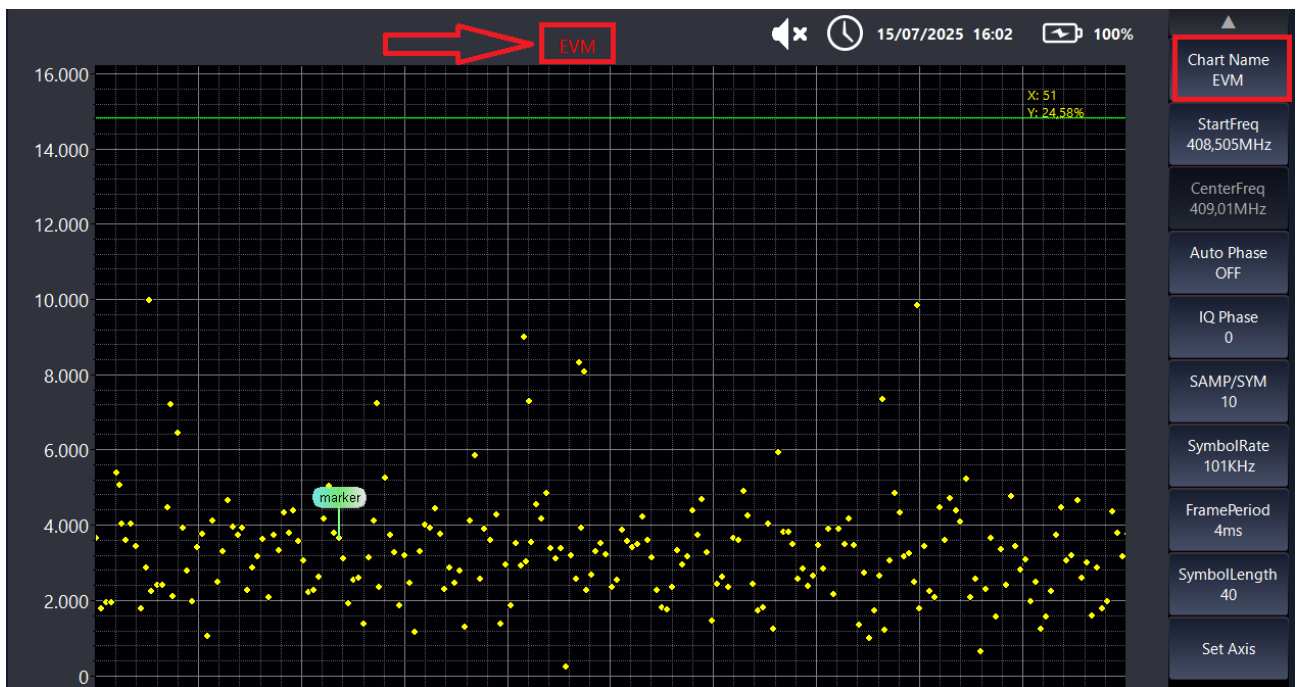 EVM
15/07/2025 16:02
100%
16.000
14.000
12.000
10.000
8.000
6.000
4.000
2.000
0
X: 51
Y: 24,58%
marker
Chart Name
EVM
StartFreq
408,505MHz
CenterFreq
409,01MHz
Auto Phase
OFF
IQ Phase
0
SAMP/SYM
10
SymbolRate
101KHz
FramePeriod
4ms
SymbolLength
40
Set Axis